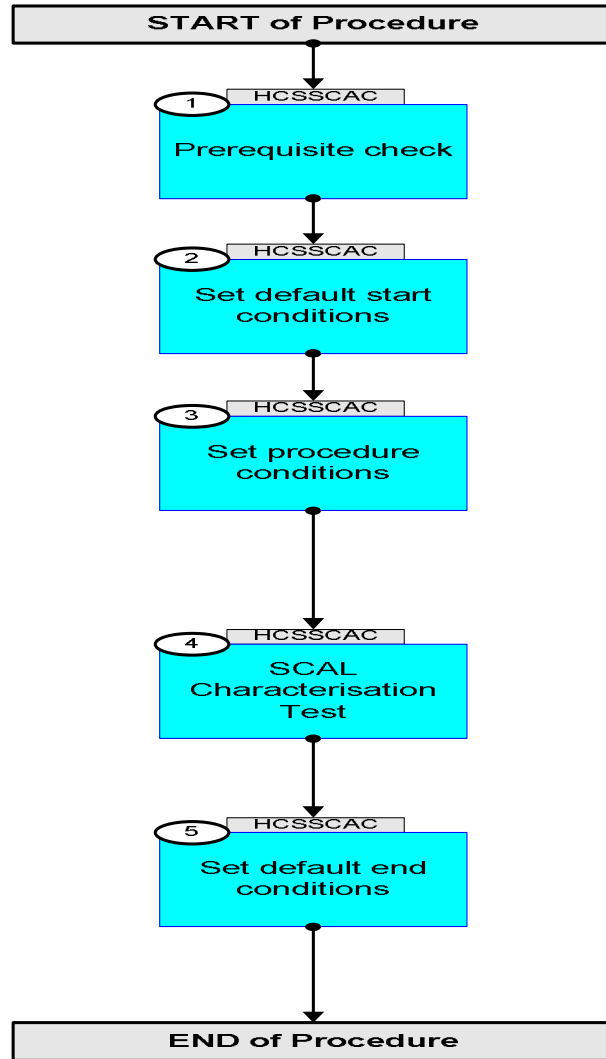 START of Procedure
HCSSCAC
1
Prerequisite check
HCSSCAC
2
Set default start
conditions
HCSSCAC
3
Set procedure
conditions
HCSSCAC
4
SCAL
Characterisation
Test
HCSSCAC
5
Set default end
conditions
END of Procedure